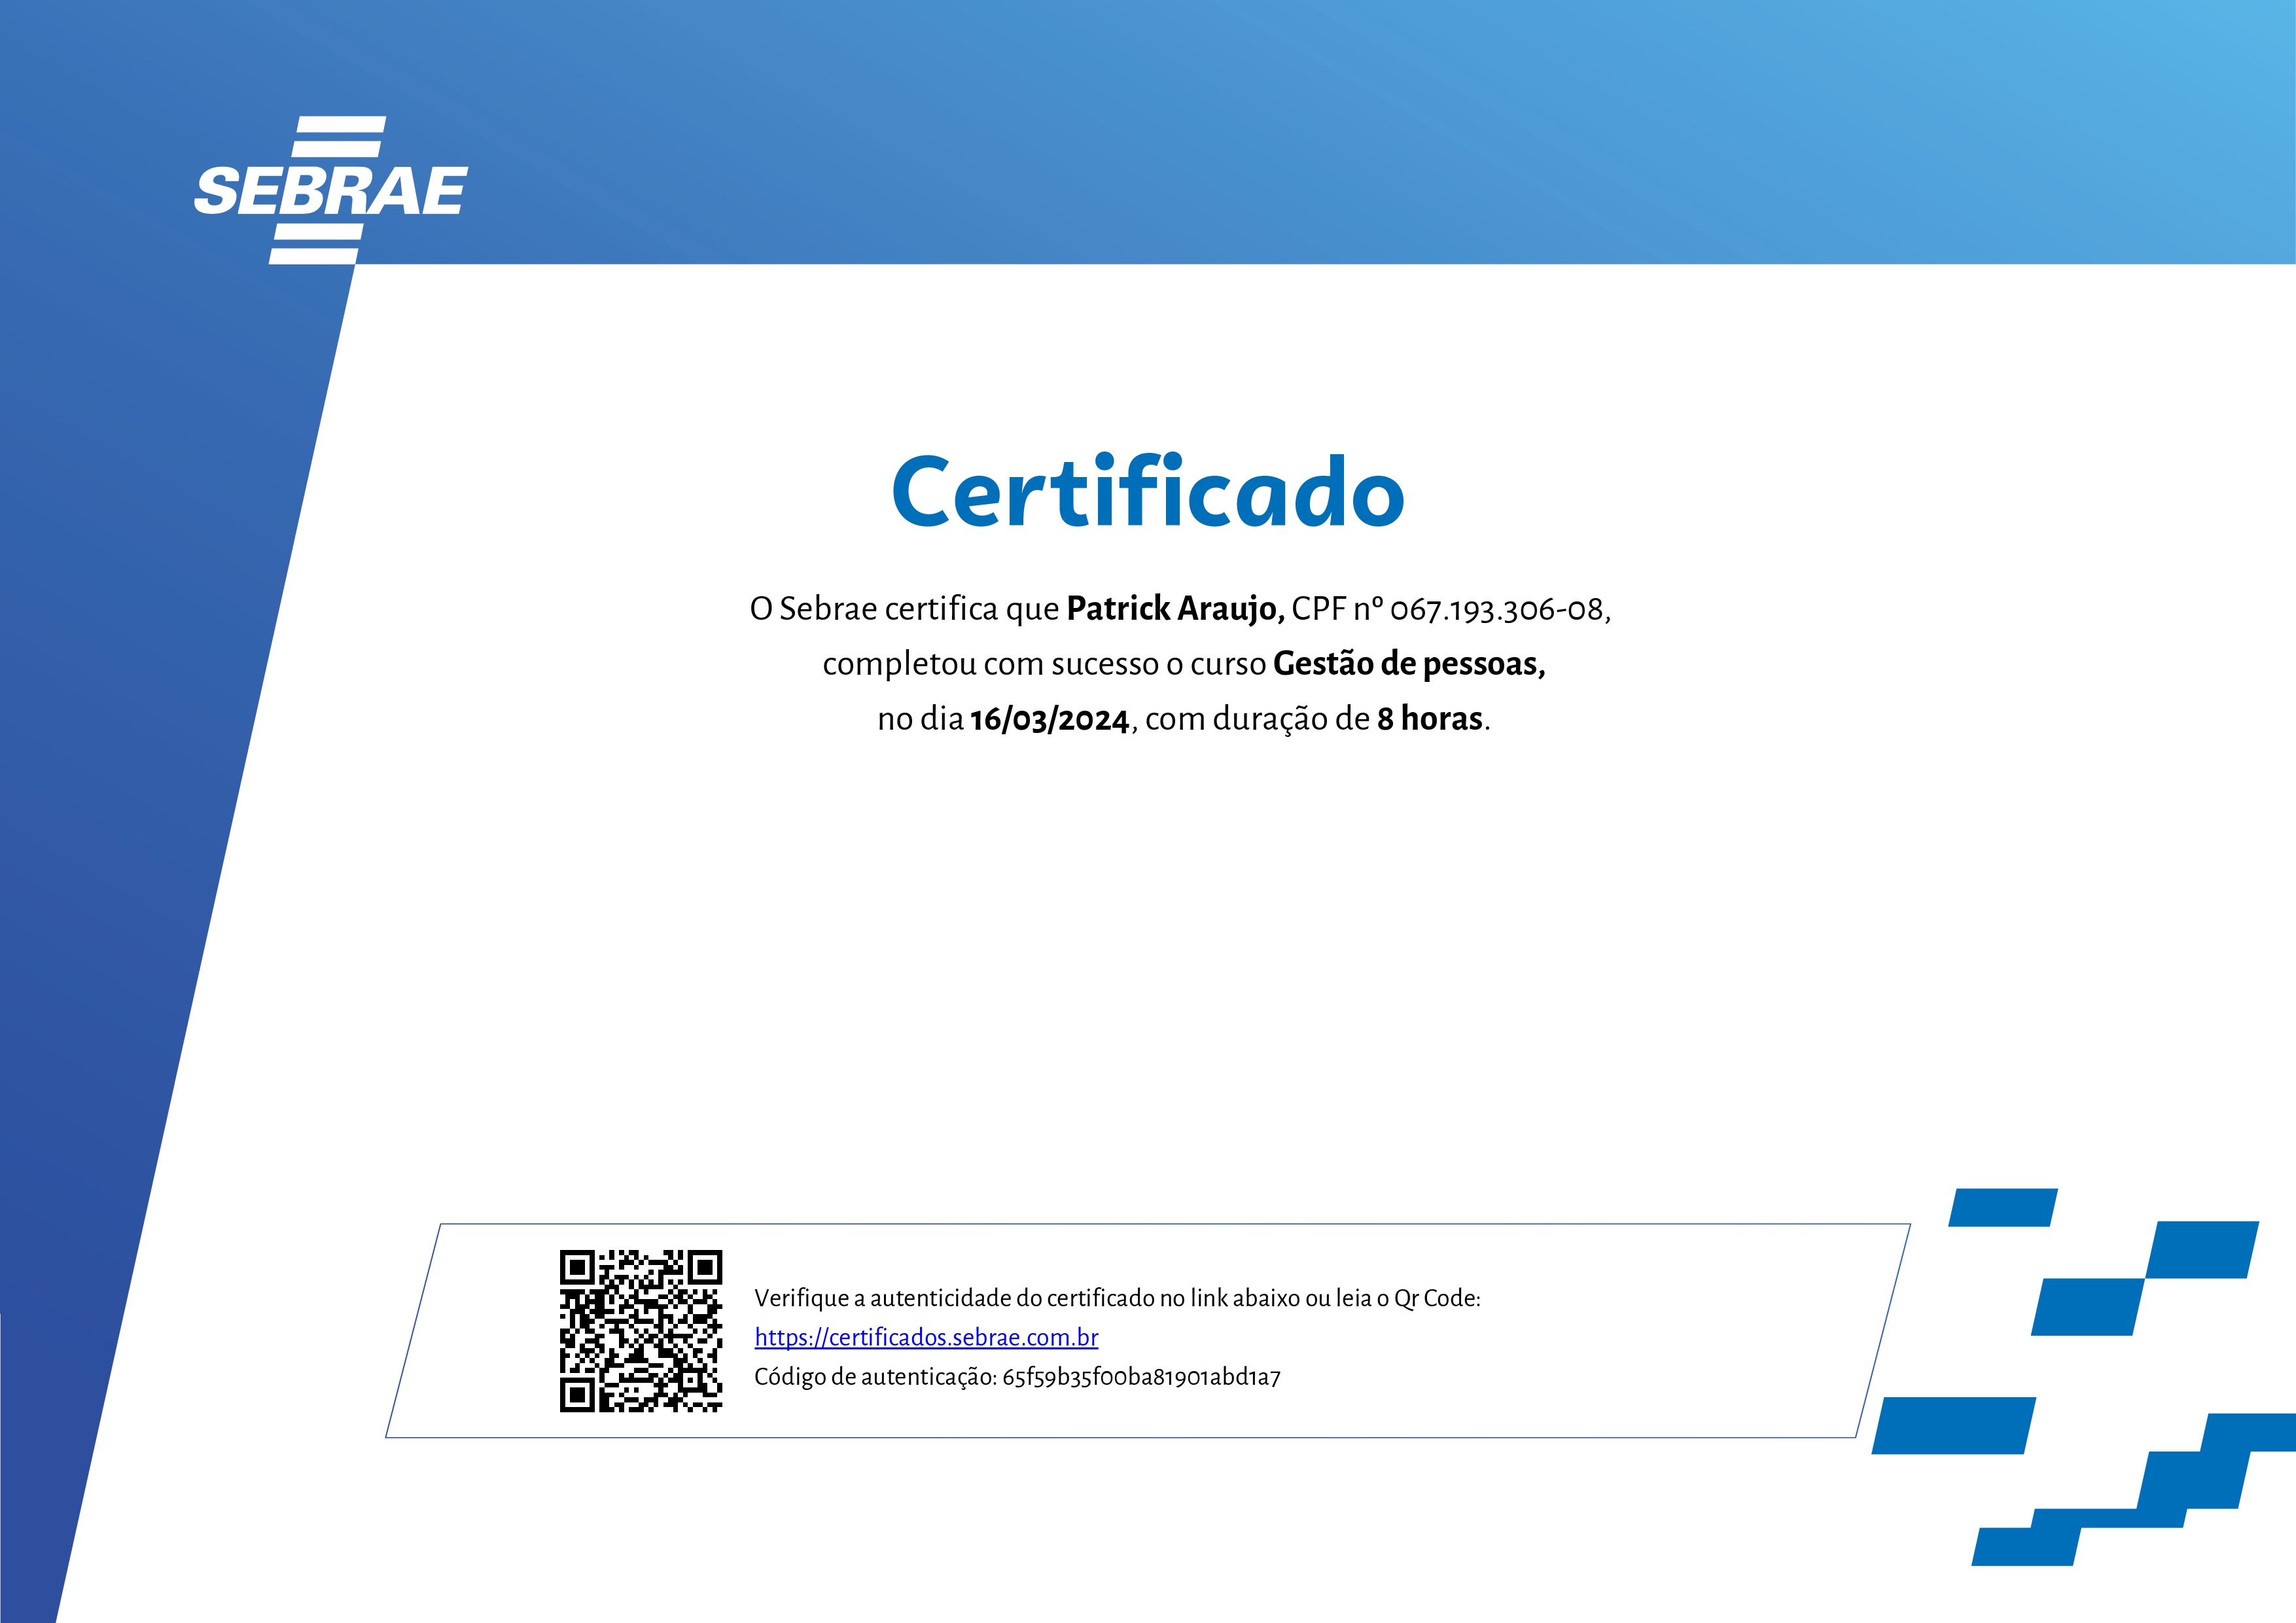 SEBRAE
Certificado
O Sebrae certifica que Patrick Araujo, CPF nº 067.193.306-08,
completou com sucesso o curso Gestão de pessoas,
no dia 16/03/2024, com duração de 8 horas.
Verifique a autenticidade do certificado no link abaixo ou leia o Qr Code:
https://certificados.sebrae.com.br
Código de autenticação: 65f59b35f00ba81901abd1a7